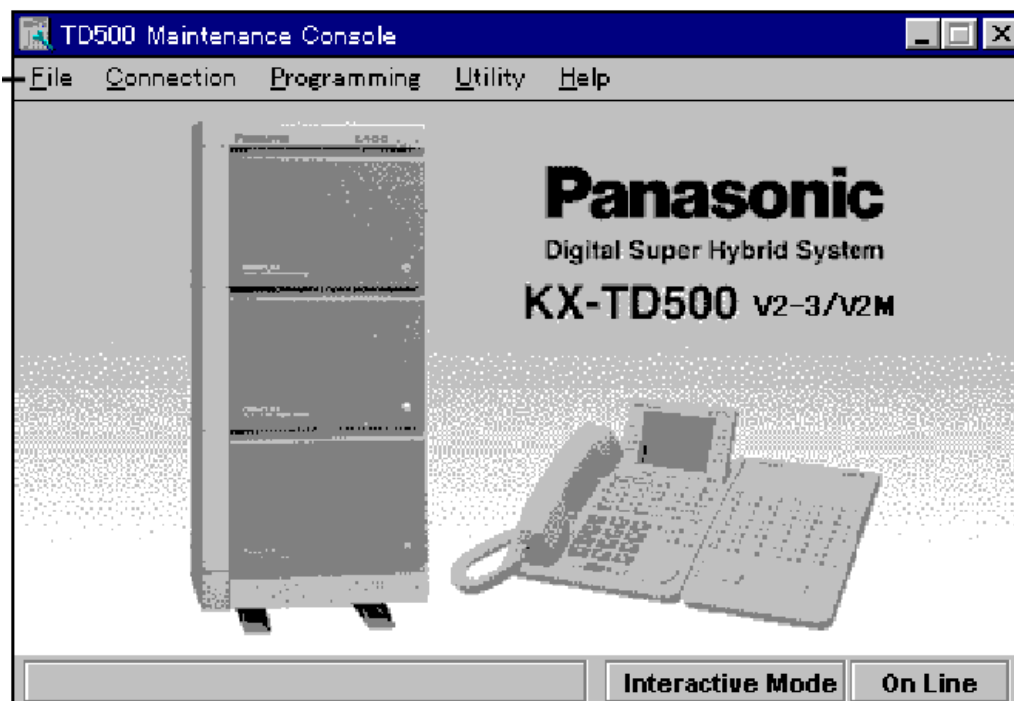 TD500 Maintenance Console
File Connection Programming Utility Help
Panasonic
Digital Super Hybrid System
KX-TD500 V2-3/V2M
Interactive Mode On Line